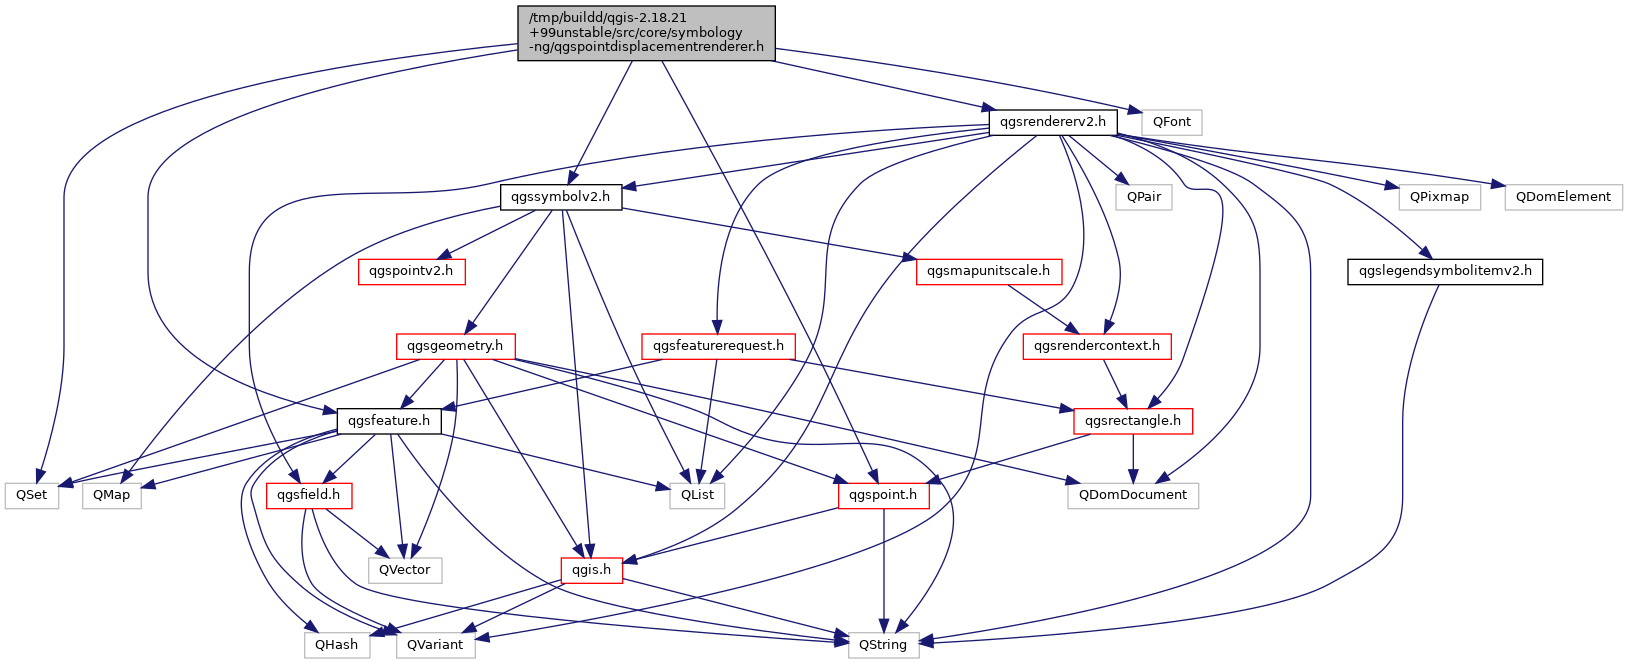 /tmp/buildd/qgis-2.18.21
+99unstable/src/core/symbology
-ng/qgspointdisplacementrenderer.h
qgsrendererv2.h
QFont
qgssymbolv2.h
QPair
QPixmap
QDomElement
qgspointv2.h
qgsmapunitscale.h
qgslegendsymbolitemv2.h
qgsgeometry.h
qgsfeaturerequest.h
qgsrendercontext.h
qgsfeature.h
qgsrectangle.h
QSet
QMap
qgsfield.h
QList
qgspoint.h
QDomDocument
QVector
qgis.h
QHash
QVariant
QString